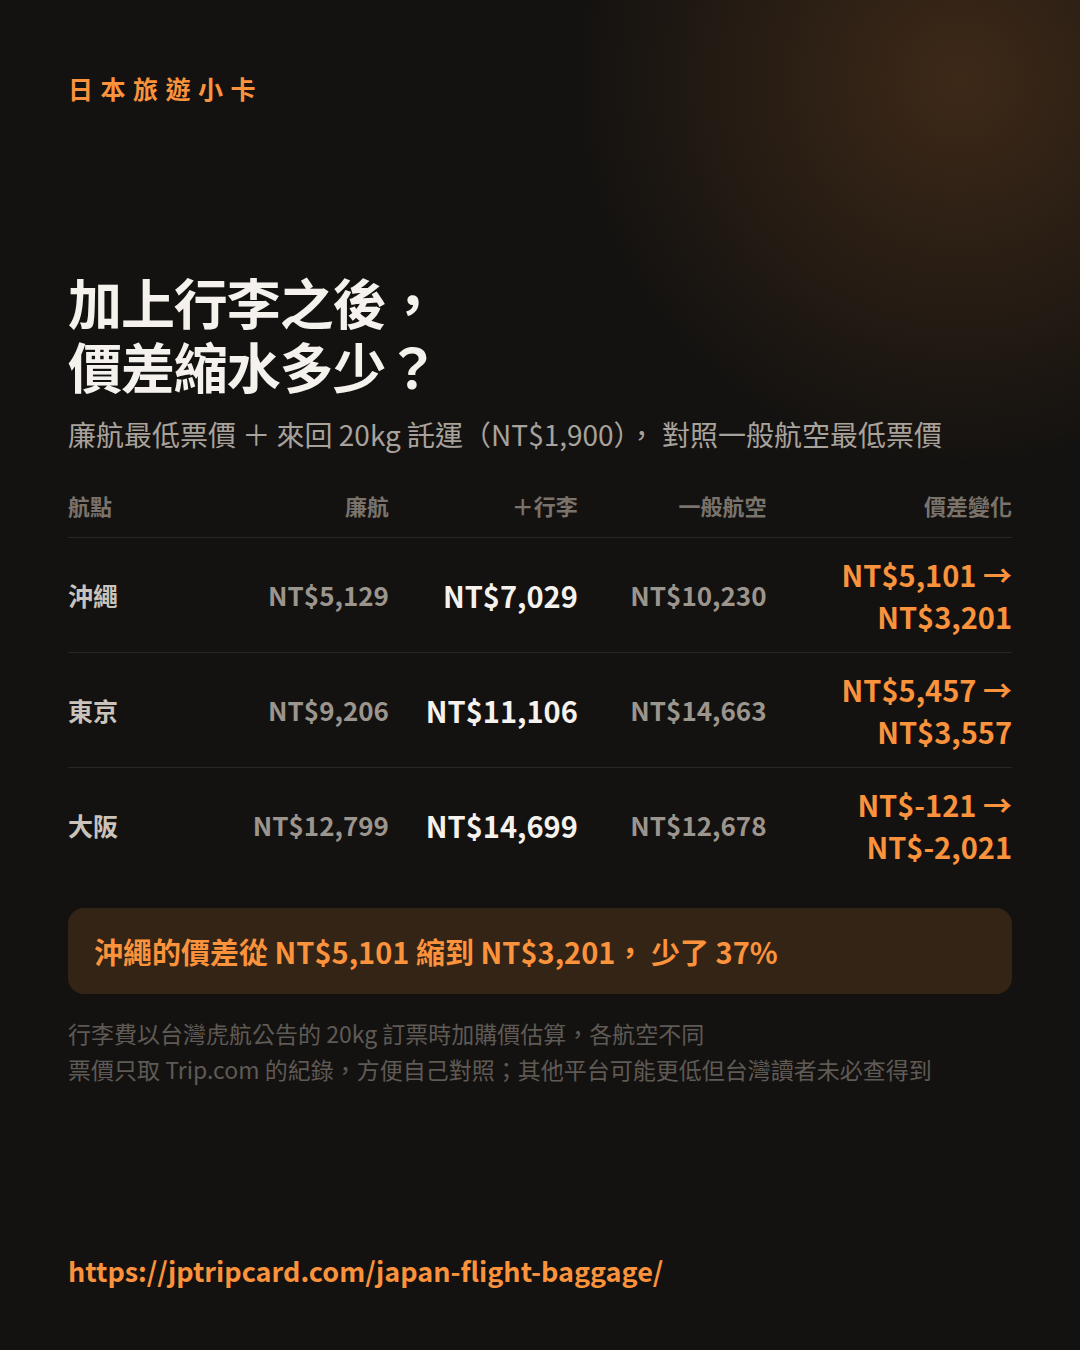 日本旅遊小卡
加上行李之後，
價差縮水多少？
廉航最低票價 ＋ 來回 20kg 託運（NT$1,900），對照一般航空最低票價
航點 廉航 ＋行李 一般航空 價差變化
沖繩 NT$5,129 NT$7,029 NT$10,230 NT$5,101 →
NT$3,201
東京 NT$9,206 NT$11,106 NT$14,663 NT$5,457 →
NT$3,557
大阪 NT$12,799 NT$14,699 NT$12,678 NT$-121 →
NT$-2,021
沖繩的價差從 NT$5,101 縮到 NT$3,201，少了 37%
行李費以台灣虎航公告的 20kg 訂票時加購價估算，各航空不同
票價只取 Trip.com 的紀錄，方便自己對照；其他平台可能更低但台灣讀者未必查得到
https://jptripcard.com/japan-flight-baggage/